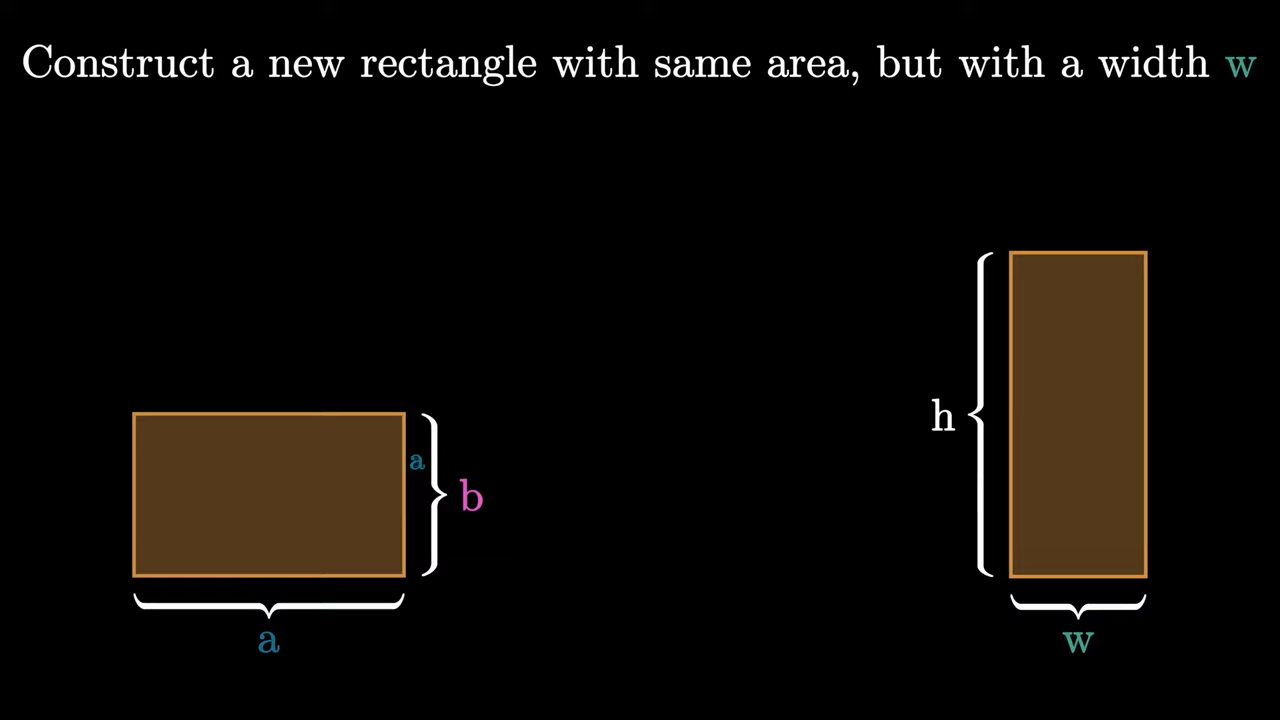 Construct a new rectangle with same area, but with a width w
h
a
b
a
w